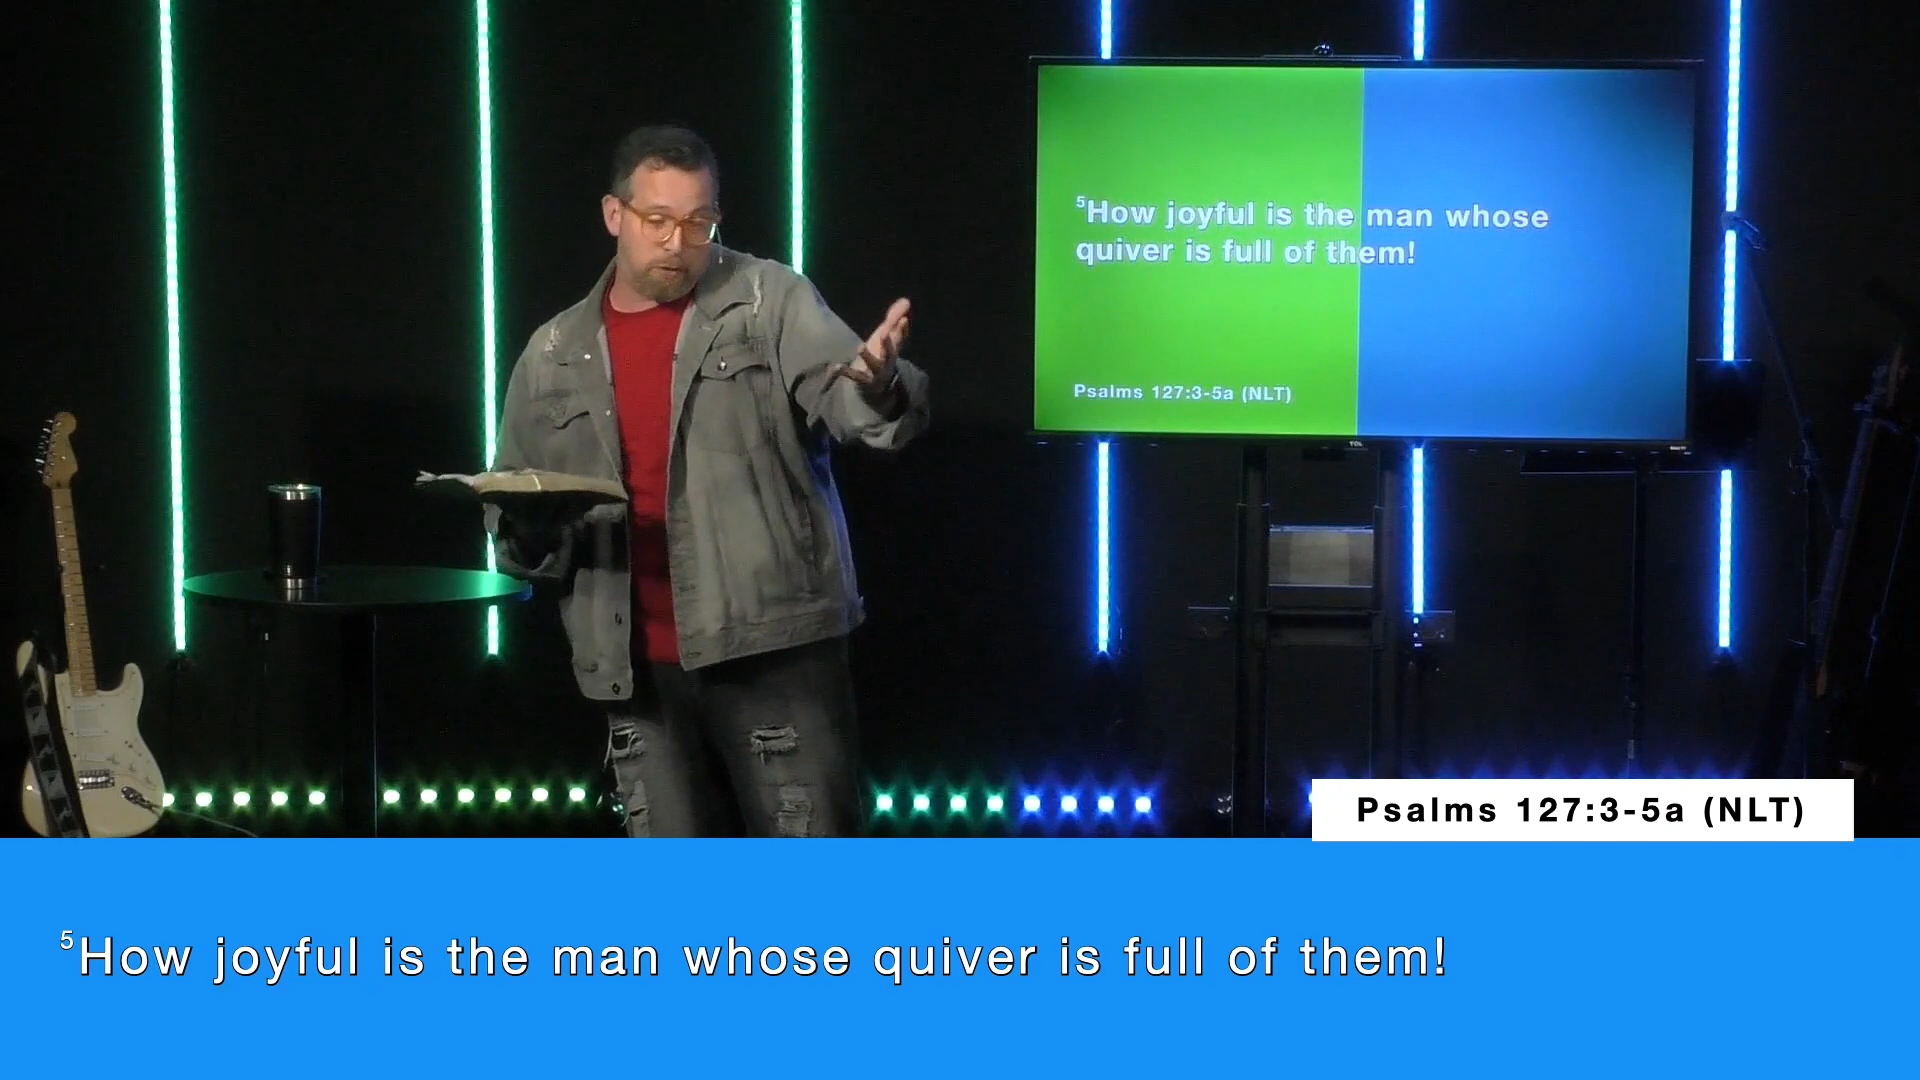 ⁵How joyful is the man whose
quiver is full of them!
Psalms 127:3-5a (NLT)
TCL
Psalms 127:3-5a (NLT)
⁵How joyful is the man whose quiver is full of them!